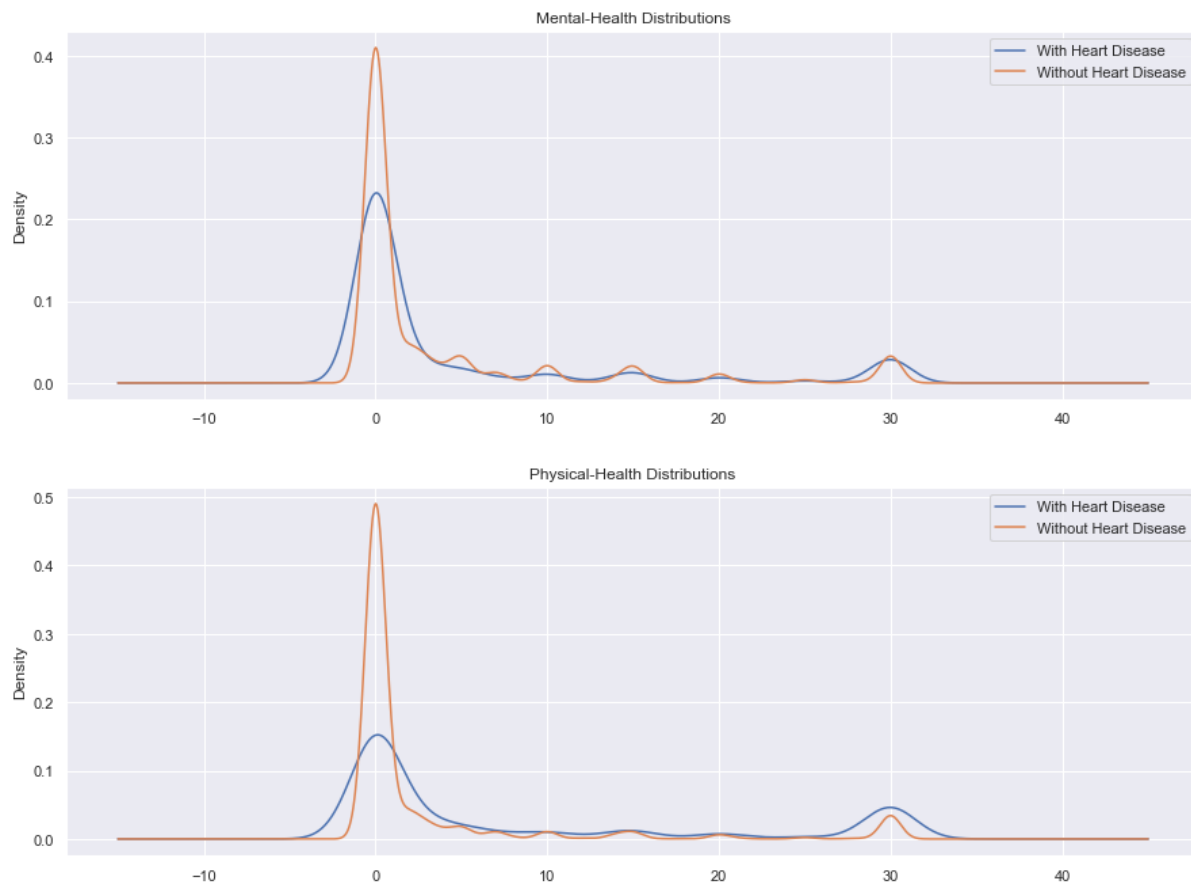 Mental-Health Distributions
With Heart Disease
Without Heart Disease
Density
0.4
0.3
0.2
0.1
0.0
−10 0 10 20 30 40
Physical-Health Distributions
With Heart Disease
Without Heart Disease
Density
0.5
0.4
0.3
0.2
0.1
0.0
−10 0 10 20 30 40